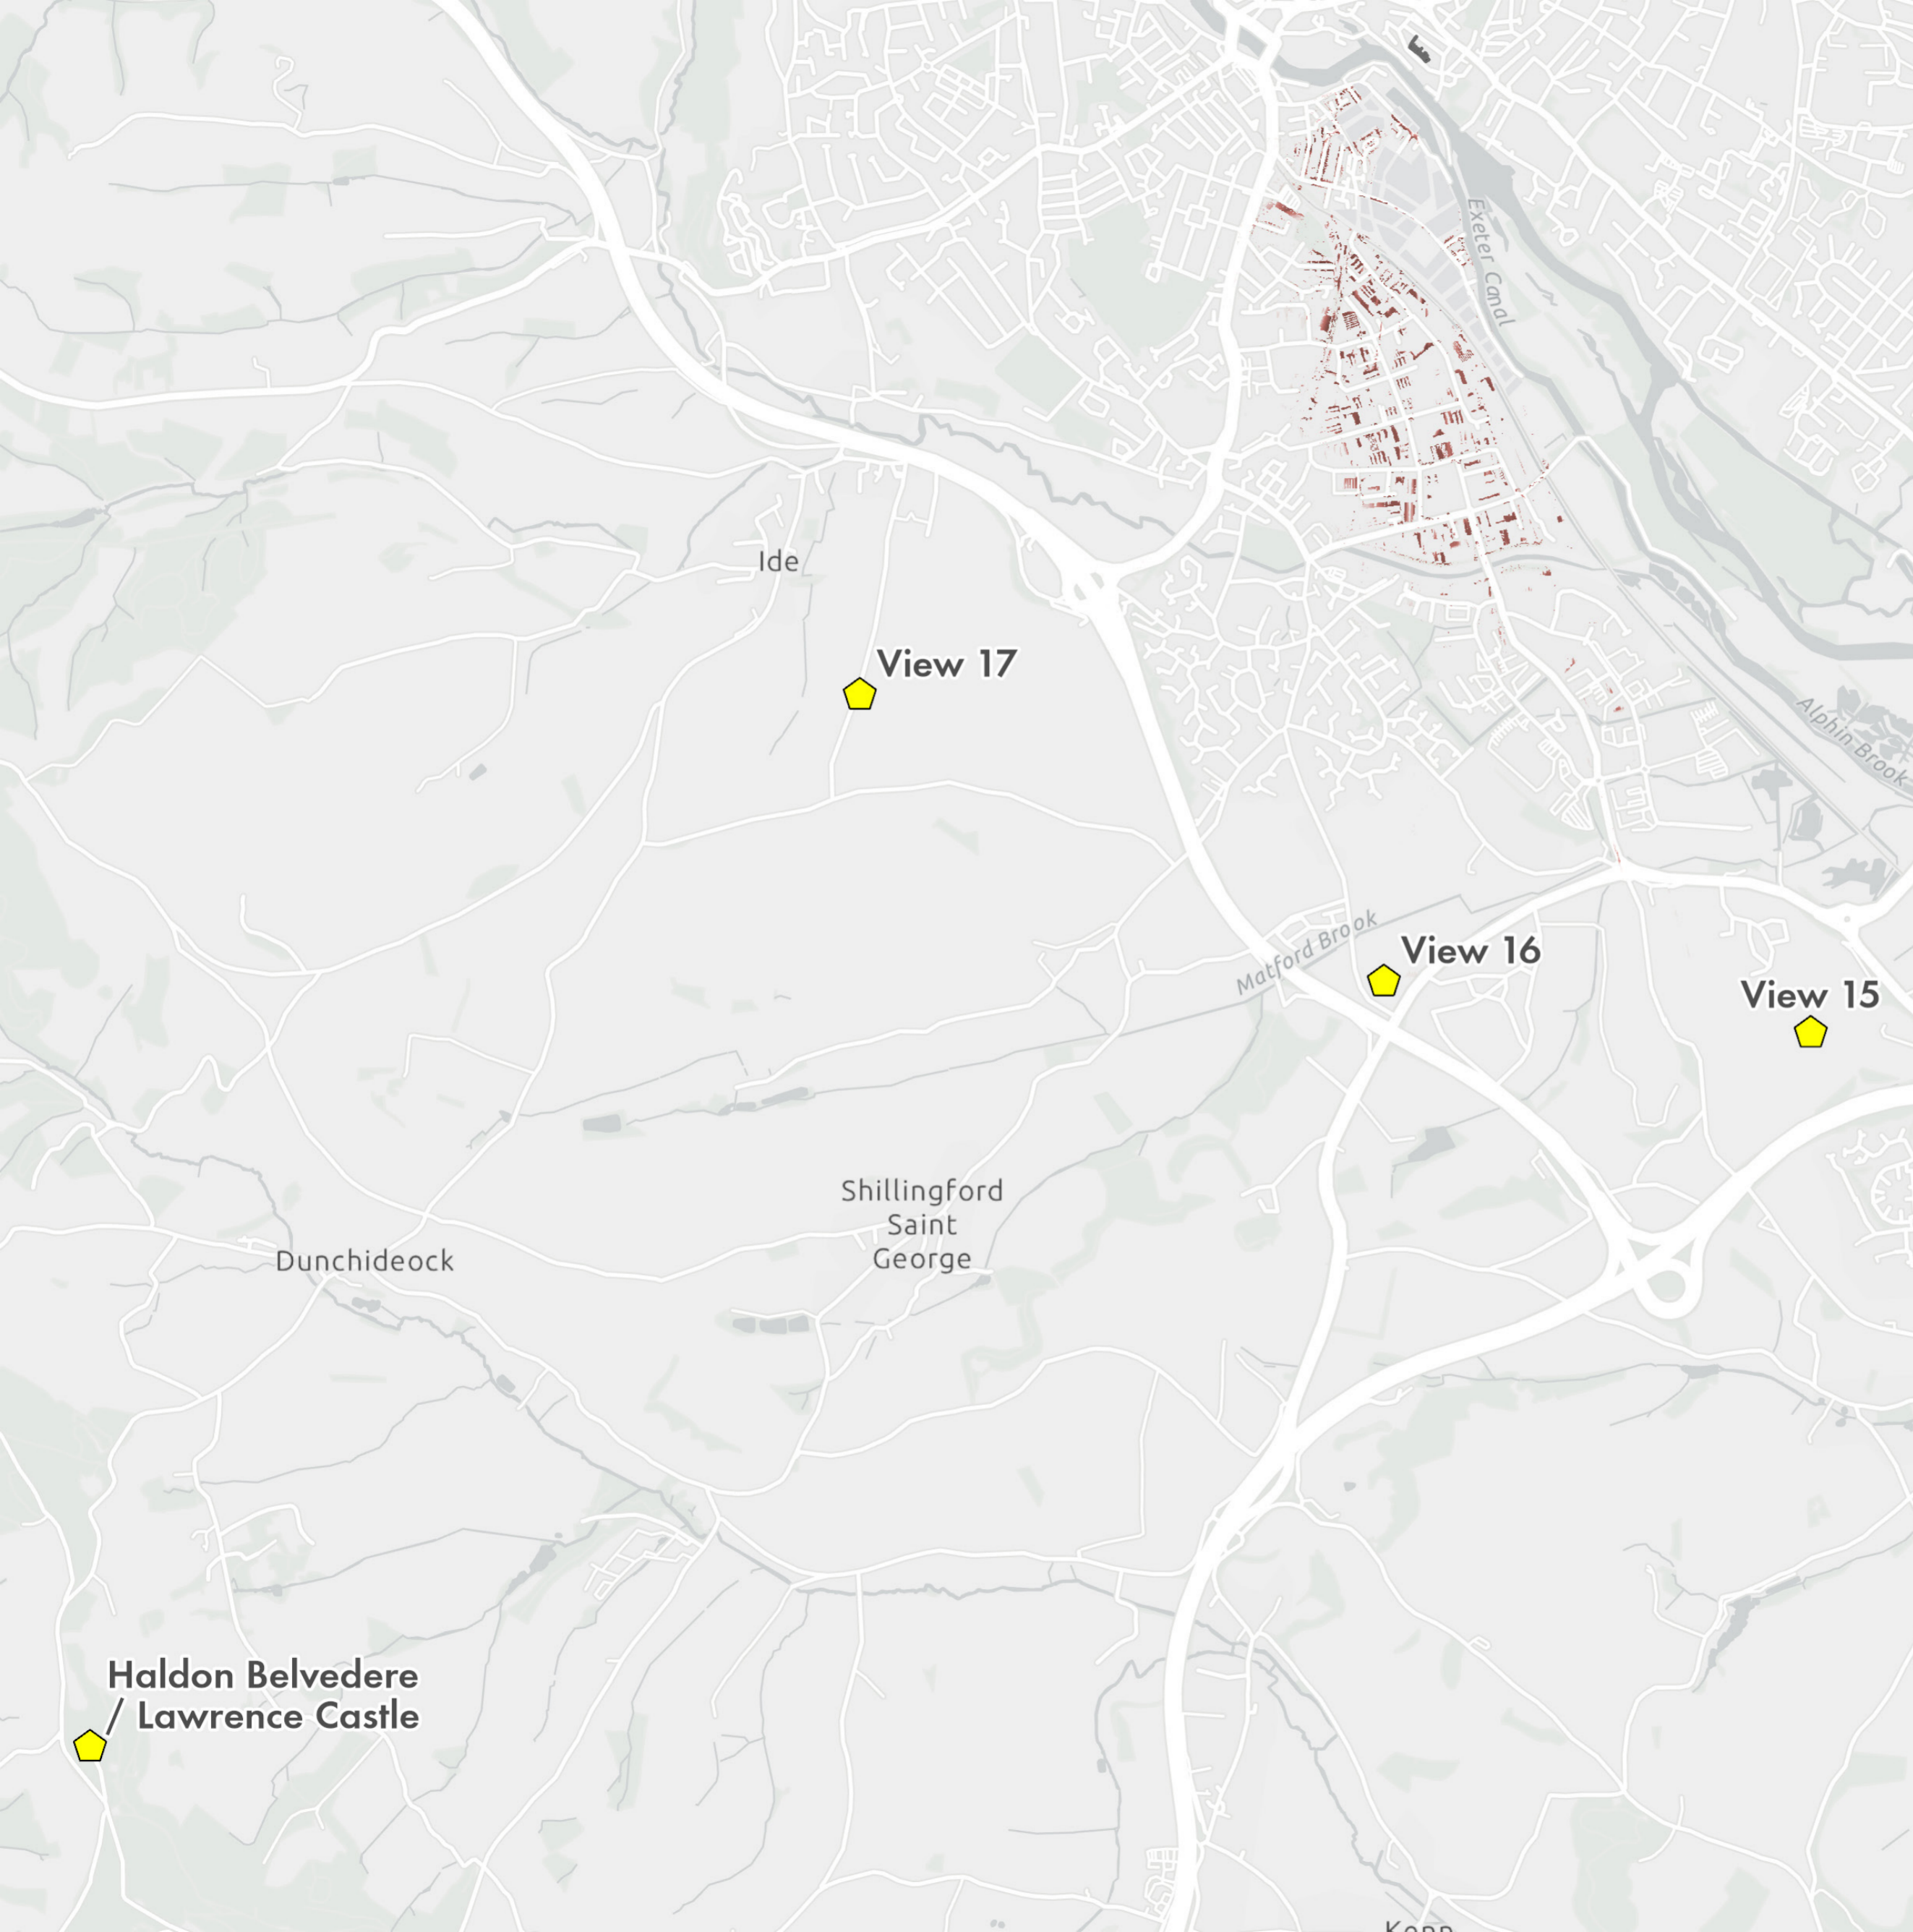 Exeter Canal
Ide
View 17
Alphin Brook
Matford Brook
View 16
View 15
Shillingford
Saint
George
Dunchideock
Haldon Belvedere
/ Lawrence Castle